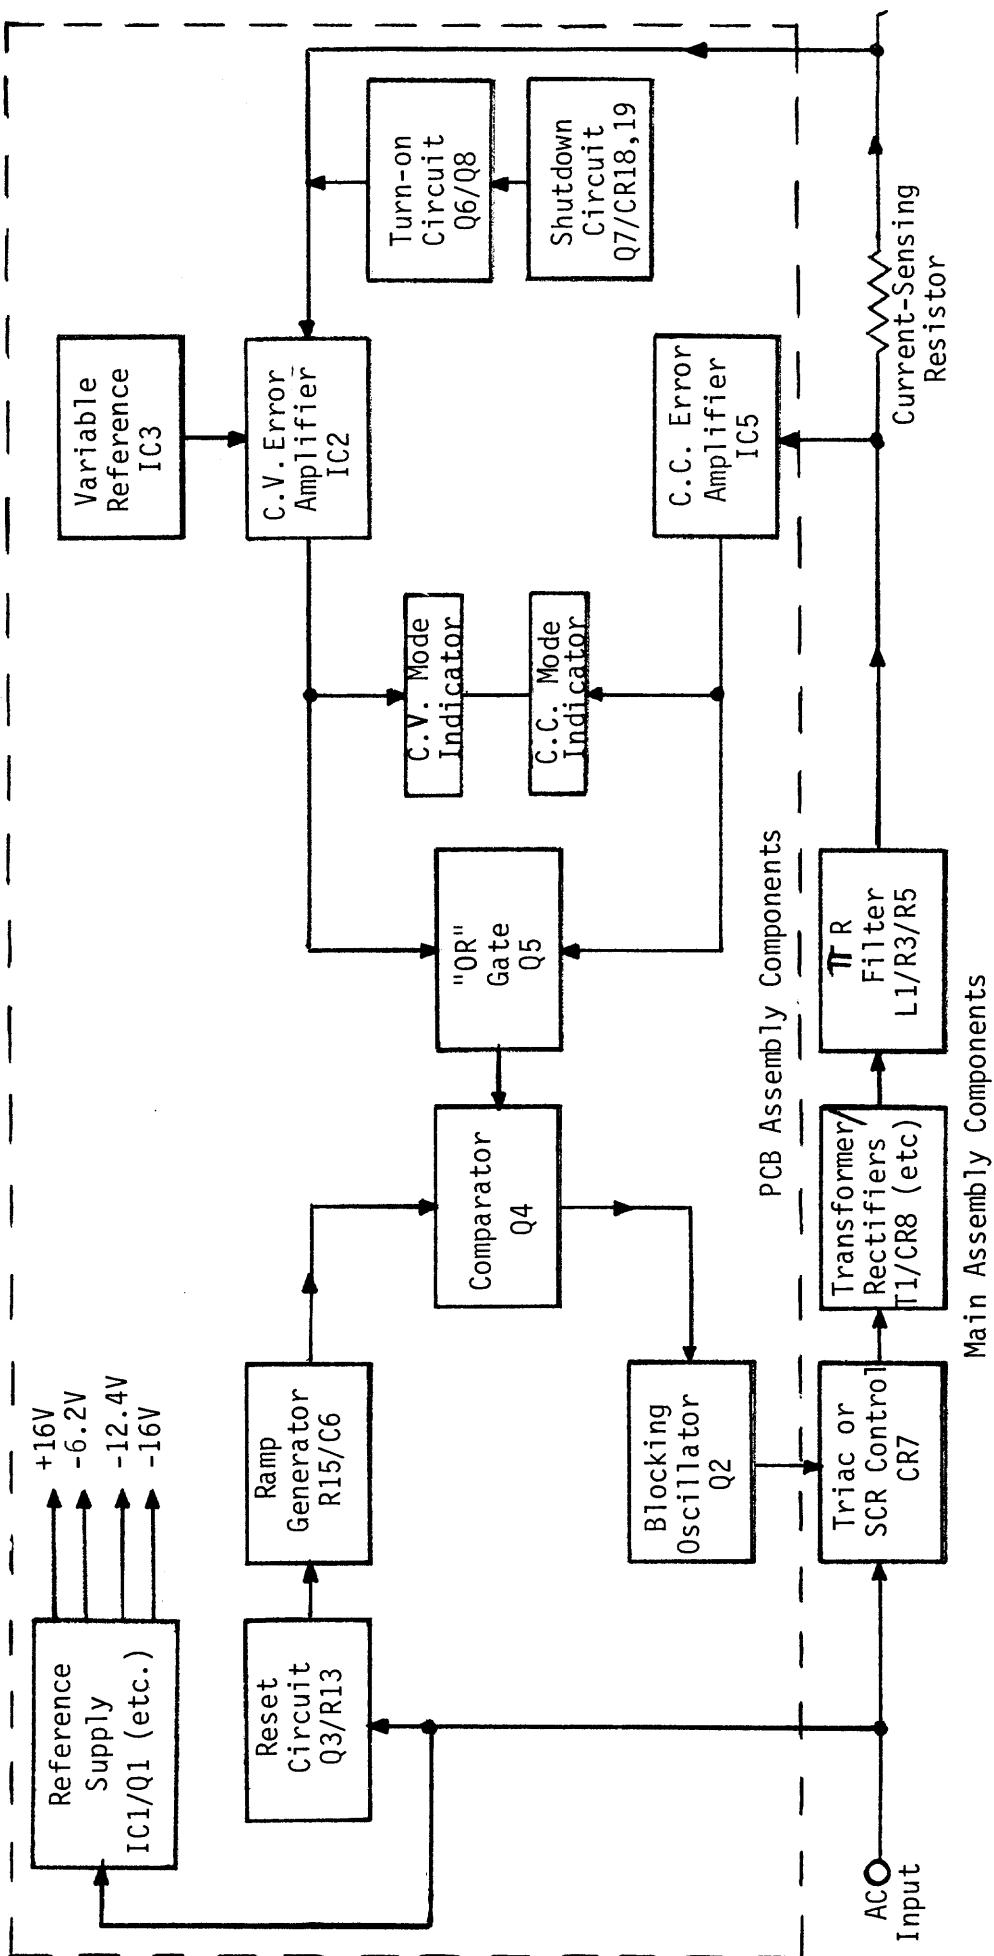 Reference
Supply
IC1/Q1 (etc.)
+16V
-6.2V
-12.4V
-16V
Variable
Reference
IC3
Reset
Circuit
Q3/R13
Ramp
Generator
R15/C6
C.V. Error
Amplifier
IC2
Turn-on
Circuit
Q6/Q8
Shutdown
Circuit
Q7/CR18,19
C.V. Mode
Indicator
C.C. Mode
Indicator
"OR"
Gate
Q5
Comparator
Q4
Blocking
Oscillator
Q2
C.C. Error
Amplifier
IC5
PCB Assembly Components
AC
Input
Triac or
SCR Control
CR7
Transformer/
Rectifiers
T1/CR8 (etc)
π R
Filter
L1/R3/R5
Current-Sensing
Resistor
Main Assembly Components